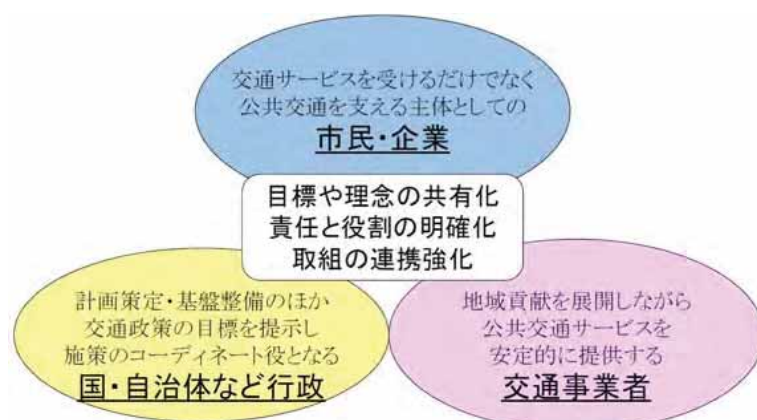 交通サービスを受けるだけでなく
公共交通を支える主体としての
市民・企業
目標や理念の共有化
責任と役割の明確化
取組の連携強化
計画策定・基盤整備のほか
交通政策の目標を提示し
施策のコーディネート役となる
国・自治体など行政
地域貢献を展開しながら
公共交通サービスを
安定的に提供する
交通事業者